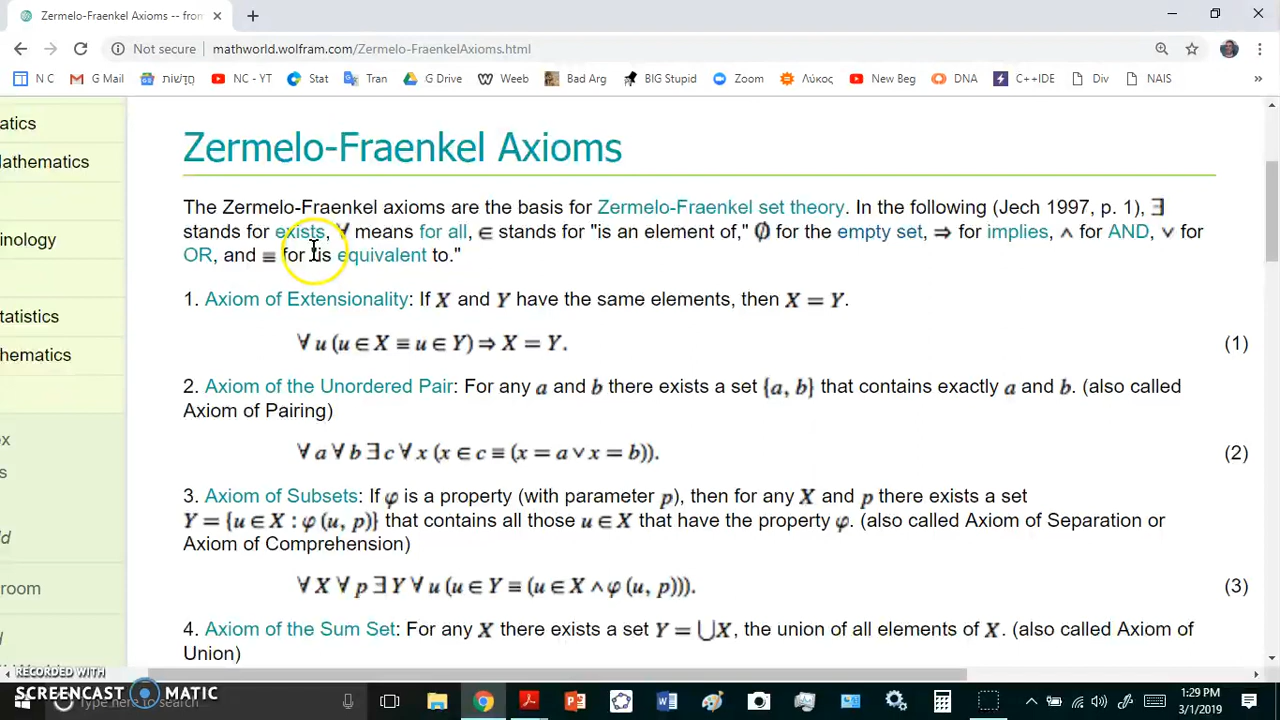 Zermelo-Fraenkel Axioms -- from
Not secure | mathworld.wolfram.com/Zermelo-FraenkelAxioms.html
N C G Mail חֲדָשׁוֹת NC - YT Stat Tran G Drive Weeb Bad Arg BIG Stupid Zoom Λύκος New Beg DNA C++IDE Div NAIS »
atics
Mathematics
inology
tatistics
hematics
ox
s
ld
room
d
Zermelo-Fraenkel Axioms
The Zermelo-Fraenkel axioms are the basis for Zermelo-Fraenkel set theory. In the following (Jech 1997, p. 1), ∃
stands for exists, ∀ means for all, ∈ stands for "is an element of," ∅ for the empty set, ⇒ for implies, ∧ for AND, ∨ for
OR, and ≡ for "is equivalent to."
1. Axiom of Extensionality: If X and Y have the same elements, then X = Y.
∀ u (u ∈ X ≡ u ∈ Y) ⇒ X = Y. (1)
2. Axiom of the Unordered Pair: For any a and b there exists a set {a, b} that contains exactly a and b. (also called
Axiom of Pairing)
∀ a ∀ b ∃ c ∀ x (x ∈ c ≡ (x = a ∨ x = b)). (2)
3. Axiom of Subsets: If φ is a property (with parameter p), then for any X and p there exists a set
Y = {u ∈ X : φ (u, p)} that contains all those u ∈ X that have the property φ. (also called Axiom of Separation or
Axiom of Comprehension)
∀ X ∀ p ∃ Y ∀ u (u ∈ Y ≡ (u ∈ X ∧ φ (u, p))). (3)
4. Axiom of the Sum Set: For any X there exists a set Y = ⋃X, the union of all elements of X. (also called Axiom of
Union)
RECORDED WITH
SCREENCAST MATIC
Type here to search
1:29 PM
3/1/2019